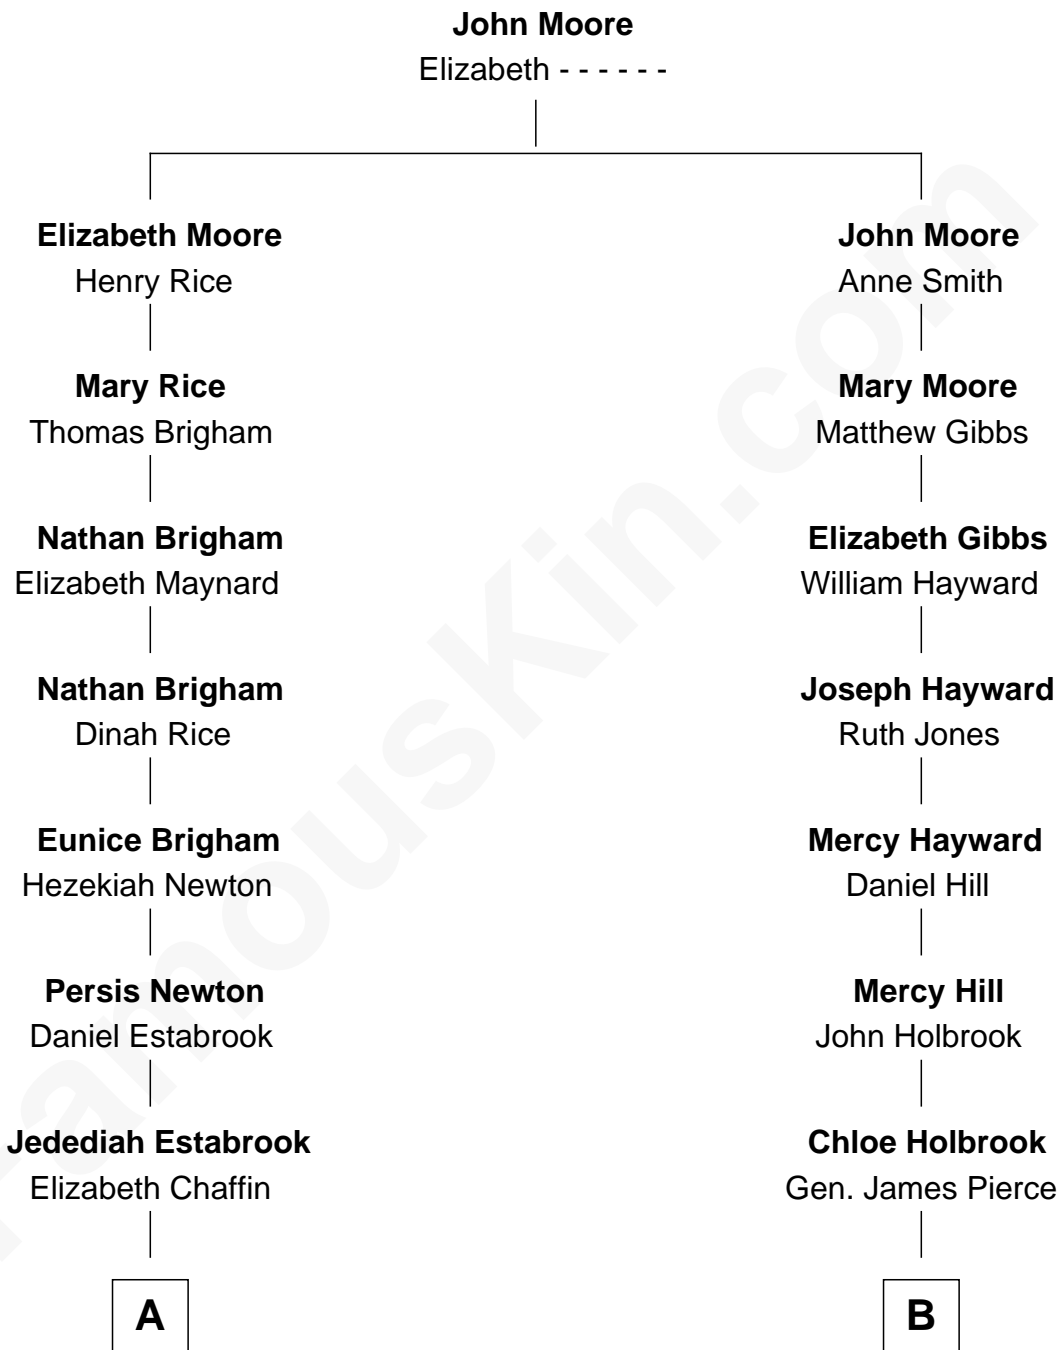 John Moore
Elizabeth - - - - - -
Elizabeth Moore
Henry Rice
John Moore
Anne Smith
Mary Rice
Thomas Brigham
Mary Moore
Matthew Gibbs
Nathan Brigham
Elizabeth Maynard
Elizabeth Gibbs
William Hayward
Nathan Brigham
Dinah Rice
Joseph Hayward
Ruth Jones
Eunice Brigham
Hezekiah Newton
Mercy Hayward
Daniel Hill
Persis Newton
Daniel Estabrook
Mercy Hill
John Holbrook
Jedediah Estabrook
Elizabeth Chaffin
Chloe Holbrook
Gen. James Pierce
A
B
FamousKin.com